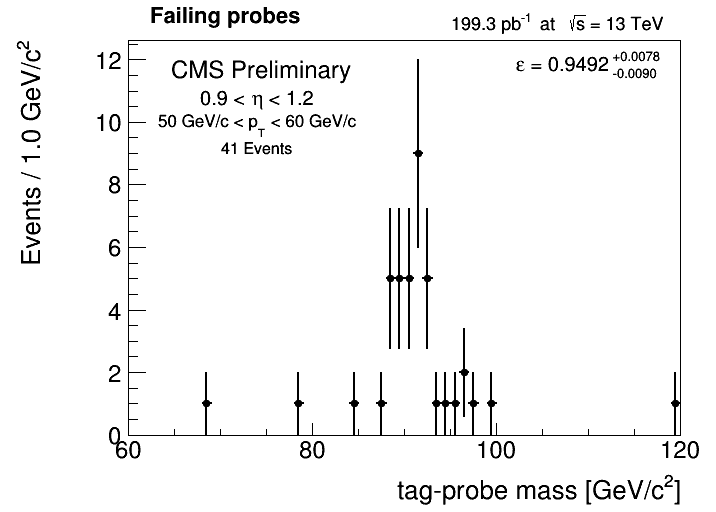 Failing probes
199.3 pb⁻¹ at √s = 13 TeV
CMS Preliminary
0.9 < η < 1.2
50 GeV/c < p_T < 60 GeV/c
41 Events
ε = 0.9492 +0.0078 -0.0090
Events / 1.0 GeV/c²
12
10
8
6
4
2
0
60 80 100 120
tag-probe mass [GeV/c²]